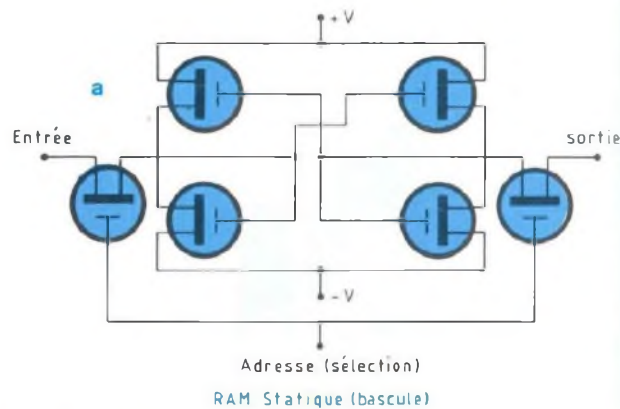 +V
a
Entrée
sortie
-V
Adresse (sélection)
RAM Statique (bascule)